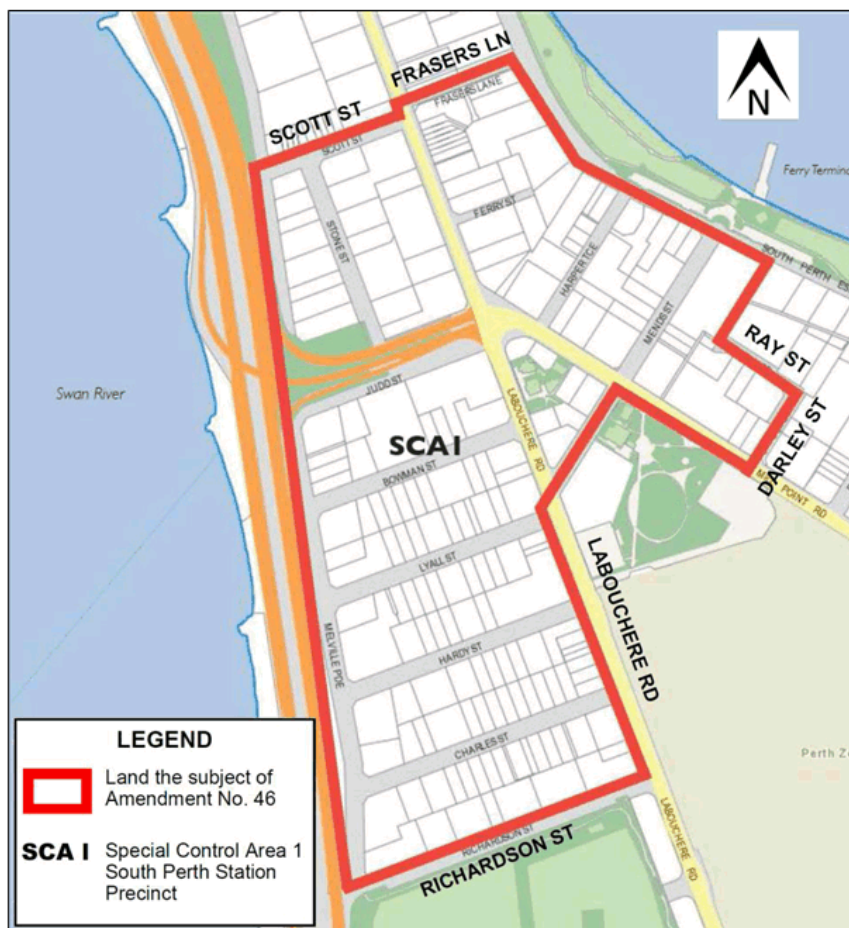 FRASERS LN
N
SCOTT ST
FRASERS LANE
SCOTT ST
Ferry Termina
STONE ST
FERRY ST
HARPER TCE
SOUTH PERTH ES
MENDS ST
RAY ST
Swan River
JUDD ST
LABOUCHERE RD
DARLEY ST
SCA I
BOWMAN ST
POINT RD
LYALL ST
LABOUCHERE RD
MELVILLE PDE
HARDY ST
CHARLES ST
Perth Zo
LABOUCHERE RD
RICHARDSON ST
RICHARDSON ST
LEGEND
Land the subject of
Amendment No. 46
SCA I Special Control Area 1
South Perth Station
Precinct